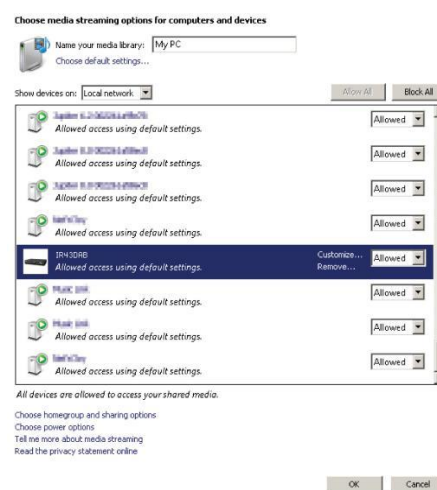 Choose media streaming options for computers and devices
Name your media library: My PC
Choose default settings...
Show devices on: Local network Allow All Block All
Allowed access using default settings. Allowed
Allowed access using default settings. Allowed
Allowed access using default settings. Allowed
Allowed access using default settings. Allowed
IR43DAB Customize... Allowed
Allowed access using default settings. Remove...
Allowed access using default settings. Allowed
Allowed access using default settings. Allowed
Allowed access using default settings. Allowed
All devices are allowed to access your shared media.
Choose homegroup and sharing options
Choose power options
Tell me more about media streaming
Read the privacy statement online
OK Cancel